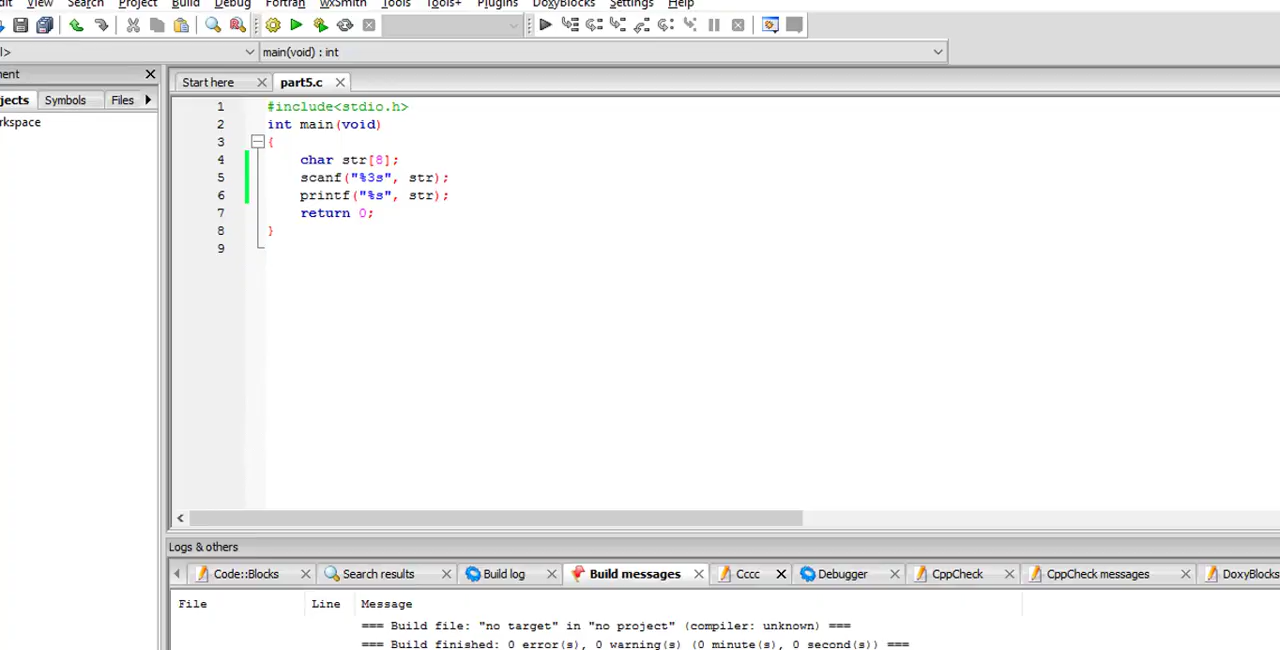 dit View Search Project Build Debug Fortran wxSmith Tools Tools+ Plugins DoxyBlocks Settings Help
l> main(void) : int
ment
Start here part5.c
jects Symbols Files
rkspace
1 #include<stdio.h>
2 int main(void)
3 {
4 char str[8];
5 scanf("%3s", str);
6 printf("%s", str);
7 return 0;
8 }
9
Logs & others
Code::Blocks Search results Build log Build messages Cccc Debugger CppCheck CppCheck messages DoxyBlocks
File Line Message
=== Build file: "no target" in "no project" (compiler: unknown) ===
=== Build finished: 0 error(s), 0 warning(s) (0 minute(s), 0 second(s)) ===